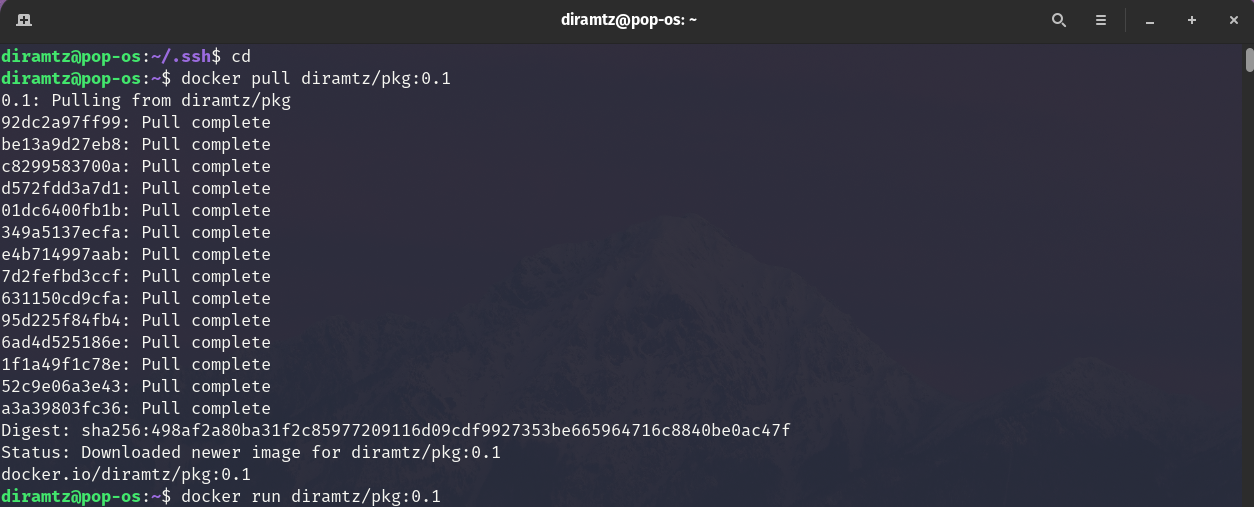 diramtz@pop-os: ~
diramtz@pop-os:~/.ssh$ cd
diramtz@pop-os:~$ docker pull diramtz/pkg:0.1
0.1: Pulling from diramtz/pkg
92dc2a97ff99: Pull complete
be13a9d27eb8: Pull complete
c8299583700a: Pull complete
d572fdd3a7d1: Pull complete
01dc6400fb1b: Pull complete
349a5137ecfa: Pull complete
e4b714997aab: Pull complete
7d2fefbd3ccf: Pull complete
631150cd9cfa: Pull complete
95d225f84fb4: Pull complete
6ad4d525186e: Pull complete
1f1a49f1c78e: Pull complete
52c9e06a3e43: Pull complete
a3a39803fc36: Pull complete
Digest: sha256:498af2a80ba31f2c85977209116d09cdf9927353be665964716c8840be0ac47f
Status: Downloaded newer image for diramtz/pkg:0.1
docker.io/diramtz/pkg:0.1
diramtz@pop-os:~$ docker run diramtz/pkg:0.1